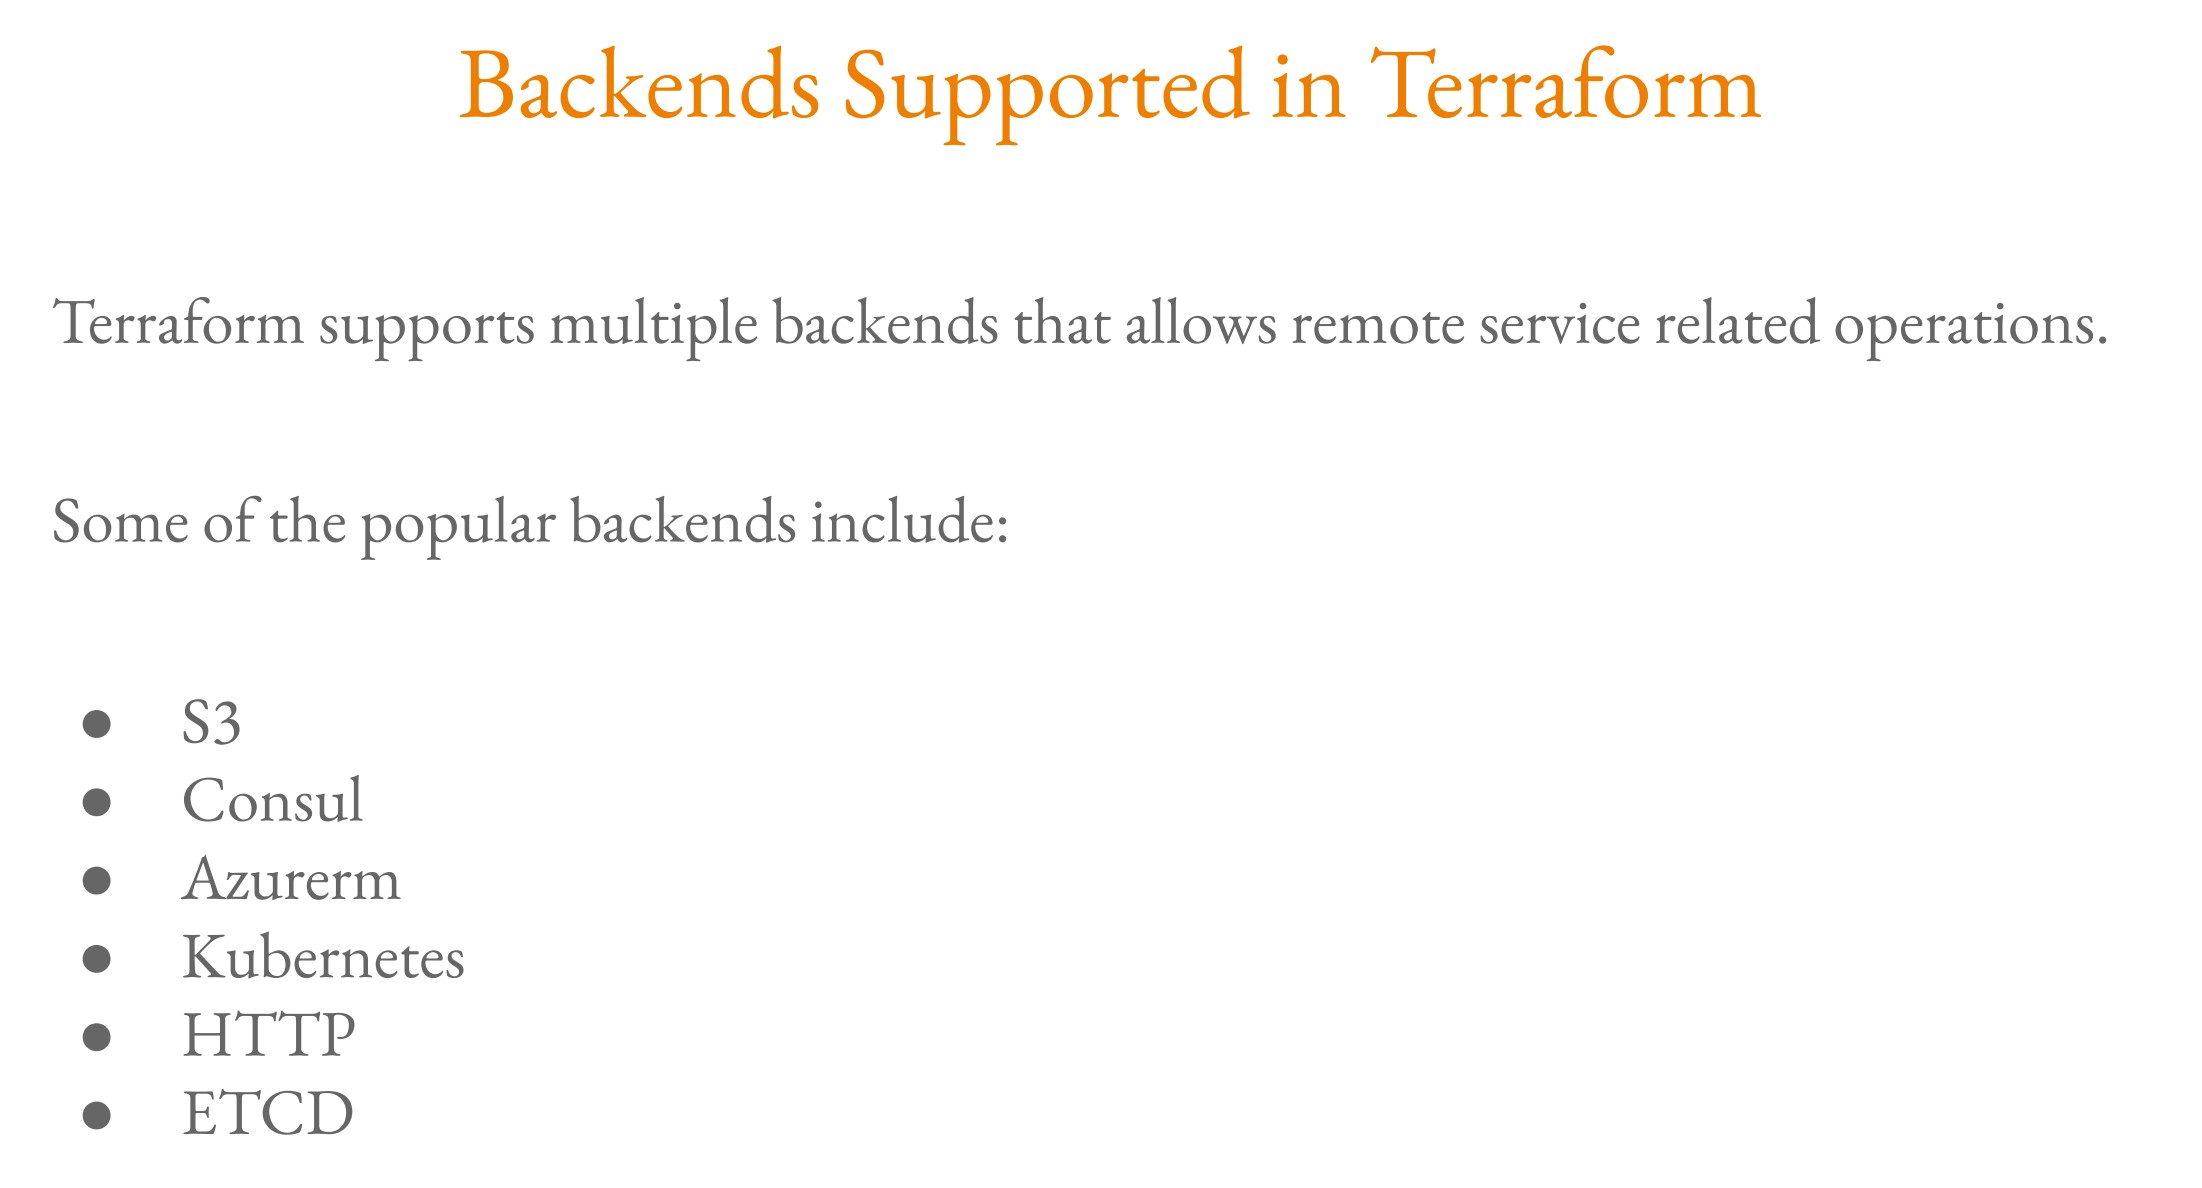 Backends Supported in Terraform
Terraform supports multiple backends that allows remote service related operations.
Some of the popular backends include:
● S3
● Consul
● Azurerm
● Kubernetes
● HTTP
● ETCD